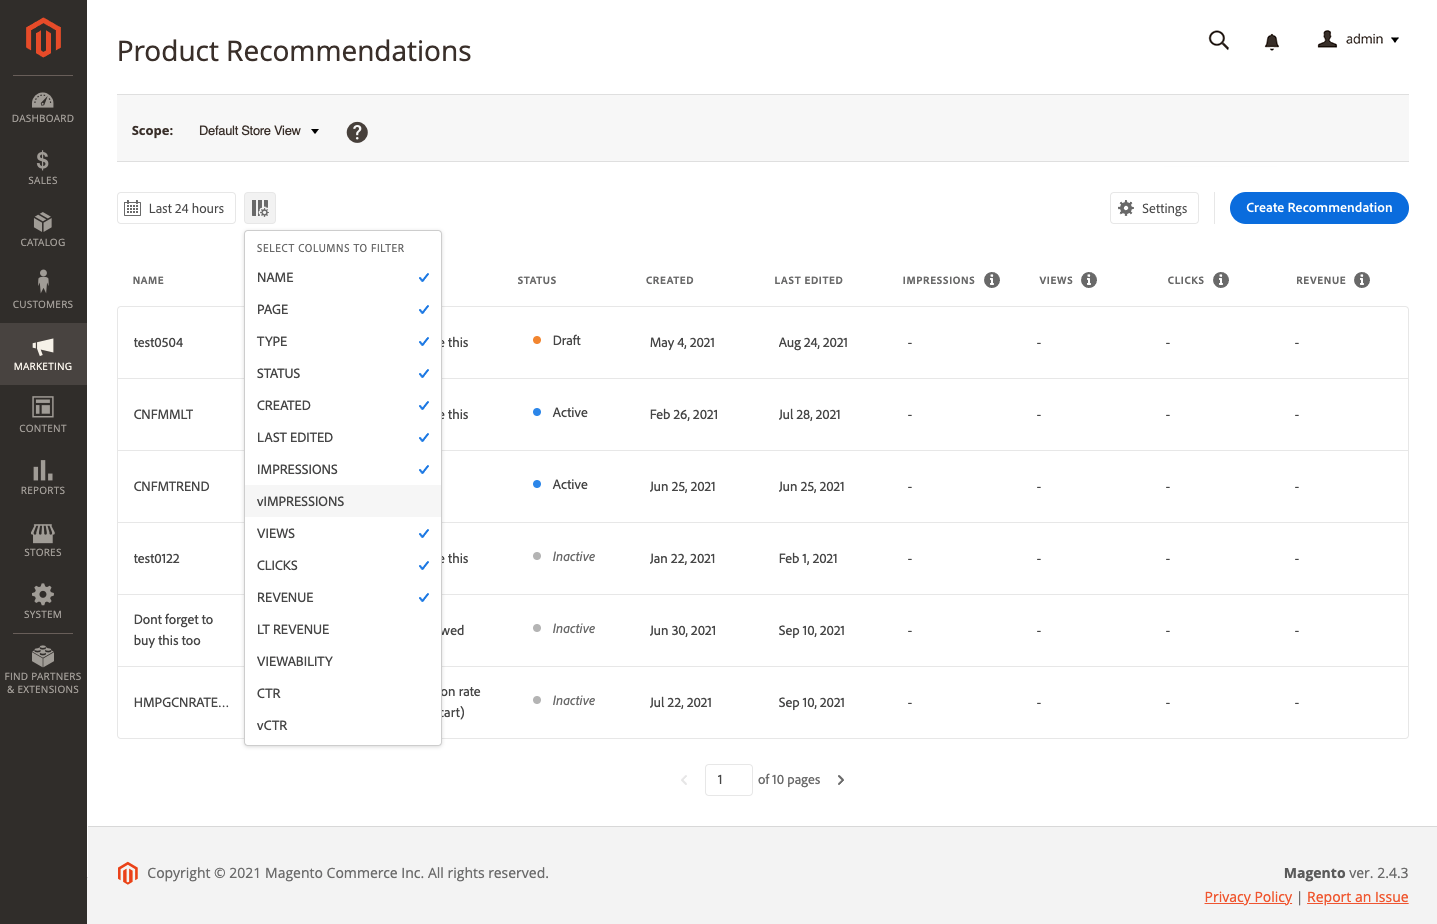 Product Recommendations
admin
DASHBOARD
SALES
CATALOG
CUSTOMERS
MARKETING
CONTENT
REPORTS
STORES
SYSTEM
FIND PARTNERS
& EXTENSIONS
Scope: Default Store View ?
Last 24 hours
Settings
Create Recommendation
SELECT COLUMNS TO FILTER
NAME
PAGE
TYPE
STATUS
CREATED
LAST EDITED
IMPRESSIONS
vIMPRESSIONS
VIEWS
CLICKS
REVENUE
LT REVENUE
VIEWABILITY
CTR
vCTR
NAME STATUS CREATED LAST EDITED IMPRESSIONS VIEWS CLICKS REVENUE
test0504 this Draft May 4, 2021 Aug 24, 2021 - - - -
CNFMMLT this Active Feb 26, 2021 Jul 28, 2021 - - - -
CNFMTREND Active Jun 25, 2021 Jun 25, 2021 - - - -
test0122 this Inactive Jan 22, 2021 Feb 1, 2021 - - - -
Dont forget to
buy this too wed Inactive Jun 30, 2021 Sep 10, 2021 - - - -
HMPGCNRATE... on rate
cart) Inactive Jul 22, 2021 Sep 10, 2021 - - - -
1 of 10 pages
Copyright © 2021 Magento Commerce Inc. All rights reserved.
Magento ver. 2.4.3
Privacy Policy | Report an Issue